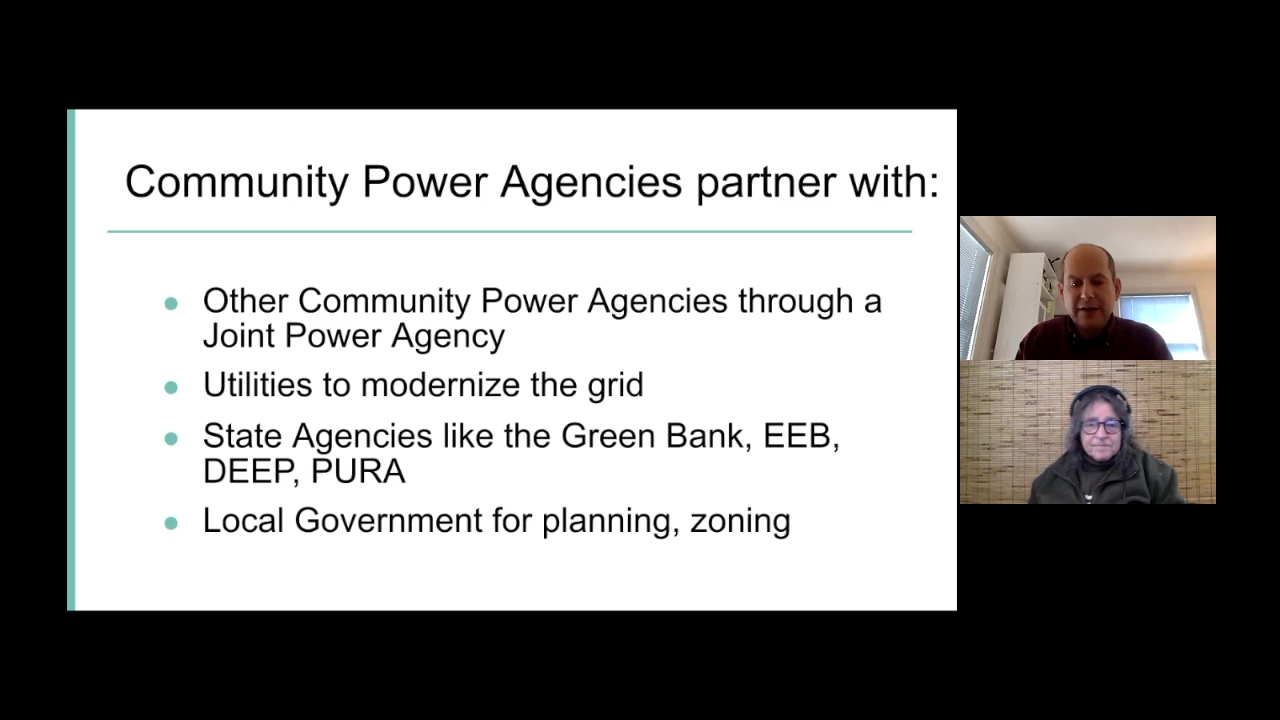 Community Power Agencies partner with:
Other Community Power Agencies through a
Joint Power Agency
Utilities to modernize the grid
State Agencies like the Green Bank, EEB,
DEEP, PURA
Local Government for planning, zoning